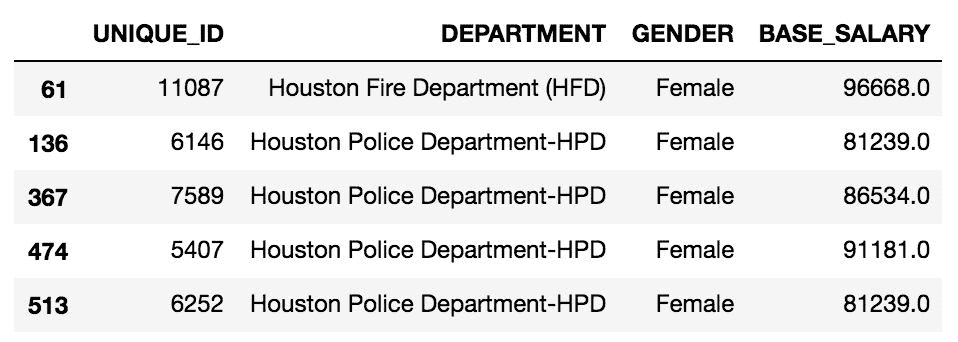 UNIQUE_ID DEPARTMENT GENDER BASE_SALARY
61 11087 Houston Fire Department (HFD) Female 96668.0
136 6146 Houston Police Department-HPD Female 81239.0
367 7589 Houston Police Department-HPD Female 86534.0
474 5407 Houston Police Department-HPD Female 91181.0
513 6252 Houston Police Department-HPD Female 81239.0